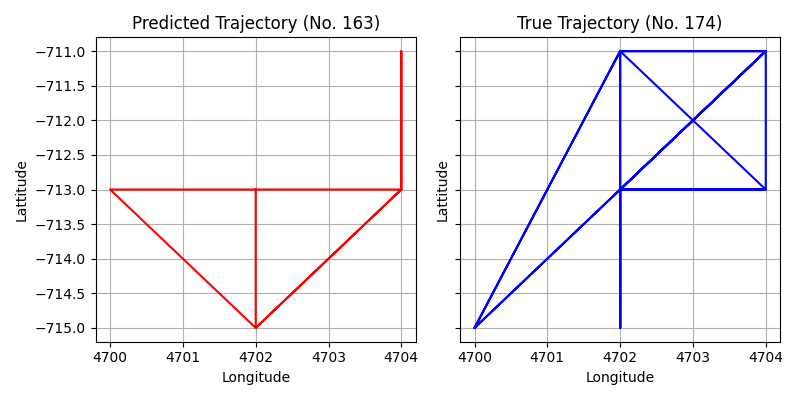 Predicted Trajectory (No. 163)
True Trajectory (No. 174)
Lattitude
−711.0
−711.5
−712.0
−712.5
−713.0
−713.5
−714.0
−714.5
−715.0
4700 4701 4702 4703 4704
Longitude
Lattitude
4700 4701 4702 4703 4704
Longitude